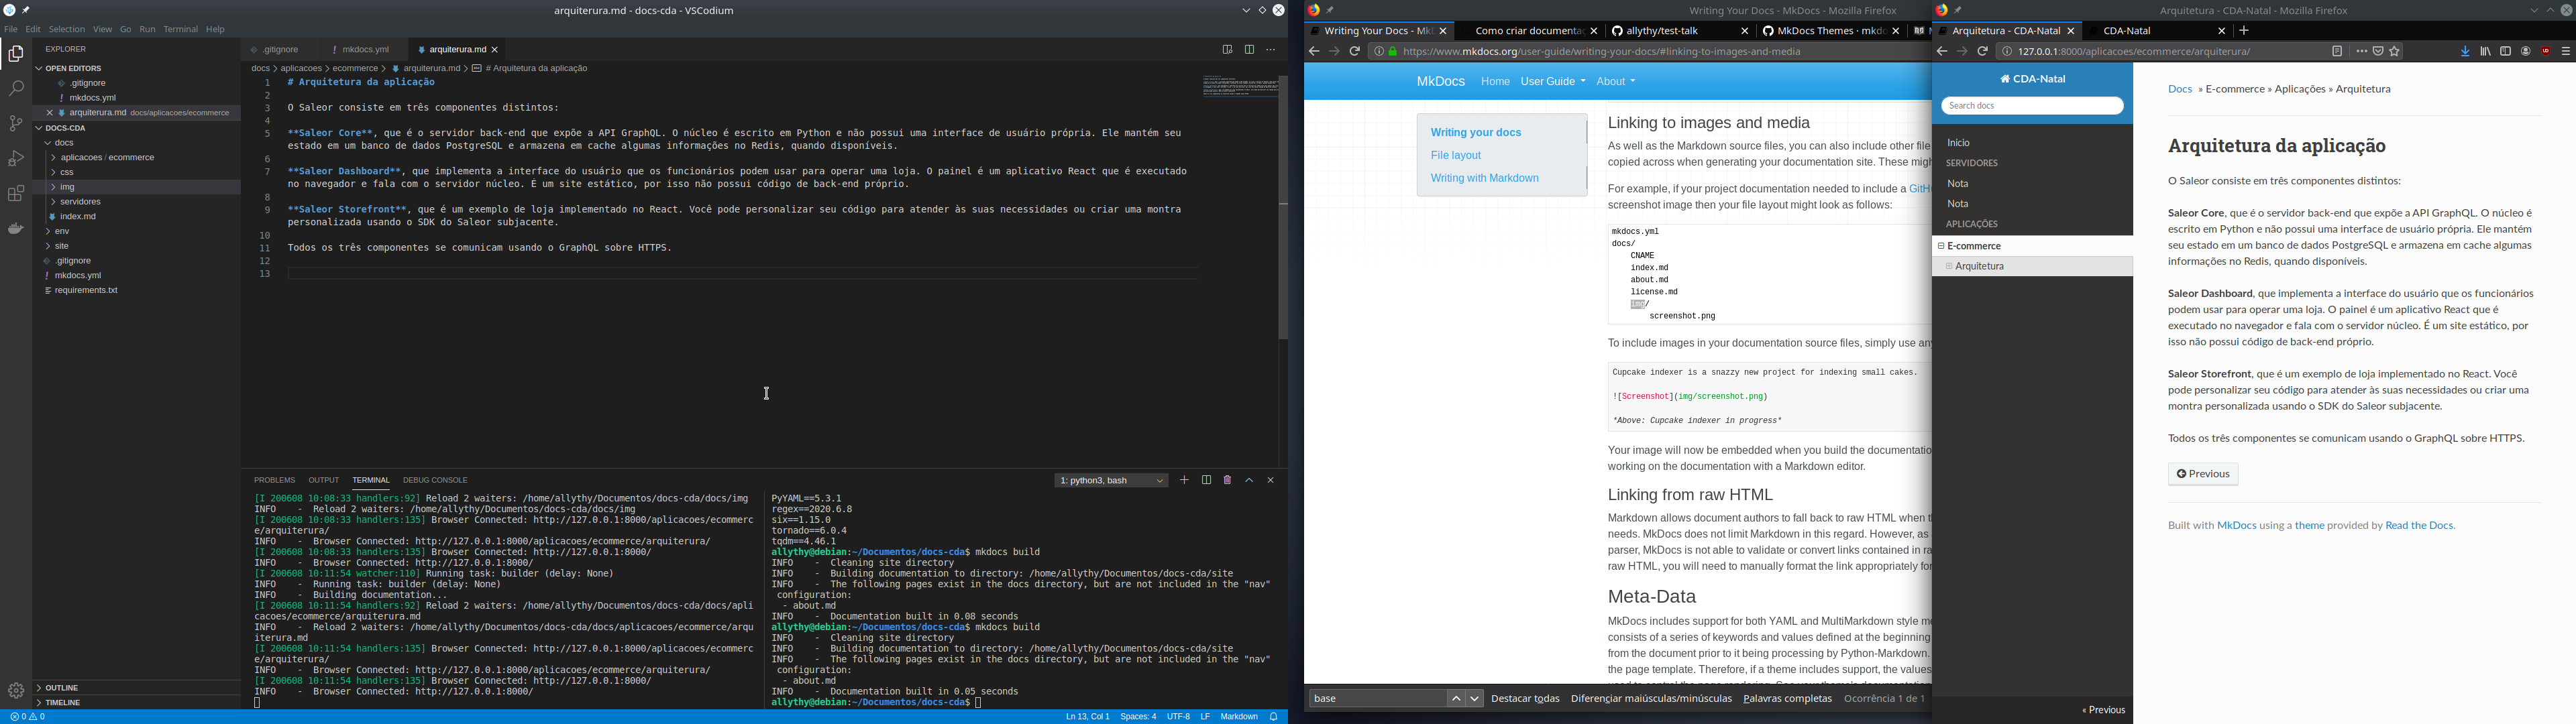 arquiterura.md - docs-cda - VSCodium
File Edit Selection View Go Run Terminal Help
EXPLORER
OPEN EDITORS
.gitignore
mkdocs.yml
arquiterura.md docs/aplicacoes/ecommerce
DOCS-CDA
docs
aplicacoes / ecommerce
css
img
servidores
index.md
env
site
.gitignore
mkdocs.yml
requirements.txt
OUTLINE
TIMELINE
.gitignore mkdocs.yml arquiterura.md
docs > aplicacoes > ecommerce > arquiterura.md > # Arquitetura da aplicação
1 # Arquitetura da aplicação
2
3 O Saleor consiste em três componentes distintos:
4
5 **Saleor Core**, que é o servidor back-end que expõe a API GraphQL. O núcleo é escrito em Python e não possui uma interface de usuário própria. Ele mantém seu
estado em um banco de dados PostgreSQL e armazena em cache algumas informações no Redis, quando disponíveis.
6
7 **Saleor Dashboard**, que implementa a interface do usuário que os funcionários podem usar para operar uma loja. O painel é um aplicativo React que é executado
no navegador e fala com o servidor núcleo. É um site estático, por isso não possui código de back-end próprio.
8
9 **Saleor Storefront**, que é um exemplo de loja implementado no React. Você pode personalizar seu código para atender às suas necessidades ou criar uma montra
personalizada usando o SDK do Saleor subjacente.
10
11 Todos os três componentes se comunicam usando o GraphQL sobre HTTPS.
12
13
PROBLEMS OUTPUT TERMINAL DEBUG CONSOLE
1: python3, bash
[I 200608 10:08:33 handlers:92] Reload 2 waiters: /home/allythy/Documentos/docs-cda/docs/img
INFO - Reload 2 waiters: /home/allythy/Documentos/docs-cda/docs/img
[I 200608 10:08:33 handlers:135] Browser Connected: http://127.0.0.1:8000/aplicacoes/ecommerc
e/arquiterura/
INFO - Browser Connected: http://127.0.0.1:8000/aplicacoes/ecommerce/arquiterura/
[I 200608 10:08:33 handlers:135] Browser Connected: http://127.0.0.1:8000/
INFO - Browser Connected: http://127.0.0.1:8000/
[I 200608 10:11:54 watcher:110] Running task: builder (delay: None)
INFO - Running task: builder (delay: None)
INFO - Building documentation...
[I 200608 10:11:54 handlers:92] Reload 2 waiters: /home/allythy/Documentos/docs-cda/docs/apli
cacoes/ecommerce/arquiterura.md
INFO - Reload 2 waiters: /home/allythy/Documentos/docs-cda/docs/aplicacoes/ecommerce/arqu
iterura.md
[I 200608 10:11:54 handlers:135] Browser Connected: http://127.0.0.1:8000/aplicacoes/ecommerc
e/arquiterura/
INFO - Browser Connected: http://127.0.0.1:8000/aplicacoes/ecommerce/arquiterura/
[I 200608 10:11:54 handlers:135] Browser Connected: http://127.0.0.1:8000/
INFO - Browser Connected: http://127.0.0.1:8000/
PyYAML==5.3.1
regex==2020.6.8
six==1.15.0
tornado==6.0.4
tqdm==4.46.1
allythy@debian:~/Documentos/docs-cda$ mkdocs build
INFO - Cleaning site directory
INFO - Building documentation to directory: /home/allythy/Documentos/docs-cda/site
INFO - The following pages exist in the docs directory, but are not included in the "nav"
configuration:
- about.md
INFO - Documentation built in 0.08 seconds
allythy@debian:~/Documentos/docs-cda$ mkdocs build
INFO - Cleaning site directory
INFO - Building documentation to directory: /home/allythy/Documentos/docs-cda/site
INFO - The following pages exist in the docs directory, but are not included in the "nav"
configuration:
- about.md
INFO - Documentation built in 0.05 seconds
allythy@debian:~/Documentos/docs-cda$
0 0 Ln 13, Col 1 Spaces: 4 UTF-8 LF Markdown
Writing Your Docs - MkDocs - Mozilla Firefox
Writing Your Docs - Mk Como criar documentaç allythy/test-talk MkDocs Themes · mkdo
https://www.mkdocs.org/user-guide/writing-your-docs/#linking-to-images-and-media
MkDocs Home User Guide About
Writing your docs
File layout
Writing with Markdown
Linking to images and media
As well as the Markdown source files, you can also include other file
copied across when generating your documentation site. These migh
For example, if your project documentation needed to include a GitH
screenshot image then your file layout might look as follows:
mkdocs.yml
docs/
CNAME
index.md
about.md
license.md
img/
screenshot.png
To include images in your documentation source files, simply use any
Cupcake indexer is a snazzy new project for indexing small cakes.
![Screenshot](img/screenshot.png)
*Above: Cupcake indexer in progress*
Your image will now be embedded when you build the documentatio
working on the documentation with a Markdown editor.
Linking from raw HTML
Markdown allows document authors to fall back to raw HTML when t
needs. MkDocs does not limit Markdown in this regard. However, as
parser, MkDocs is not able to validate or convert links contained in ra
raw HTML, you will need to manually format the link appropriately for
Meta-Data
MkDocs includes support for both YAML and MultiMarkdown style me
consists of a series of keywords and values defined at the beginning
from the document prior to it being processing by Python-Markdown.
the page template. Therefore, if a theme includes support, the values
base Destacar todas Diferenciar maiúsculas/minúsculas Palavras completas Ocorrência 1 de 1
Arquitetura - CDA-Natal - Mozilla Firefox
Arquitetura - CDA-Natal CDA-Natal
127.0.0.1:8000/aplicacoes/ecommerce/arquiterura/
CDA-Natal
Search docs
Inicio
SERVIDORES
Nota
Nota
APLICAÇÕES
E-commerce
Arquitetura
« Previous
Docs » E-commerce » Aplicações » Arquitetura
Arquitetura da aplicação
O Saleor consiste em três componentes distintos:
Saleor Core, que é o servidor back-end que expõe a API GraphQL. O núcleo é
escrito em Python e não possui uma interface de usuário própria. Ele mantém
seu estado em um banco de dados PostgreSQL e armazena em cache algumas
informações no Redis, quando disponíveis.
Saleor Dashboard, que implementa a interface do usuário que os funcionários
podem usar para operar uma loja. O painel é um aplicativo React que é
executado no navegador e fala com o servidor núcleo. É um site estático, por
isso não possui código de back-end próprio.
Saleor Storefront, que é um exemplo de loja implementado no React. Você
pode personalizar seu código para atender às suas necessidades ou criar uma
montra personalizada usando o SDK do Saleor subjacente.
Todos os três componentes se comunicam usando o GraphQL sobre HTTPS.
Previous
Built with MkDocs using a theme provided by Read the Docs.